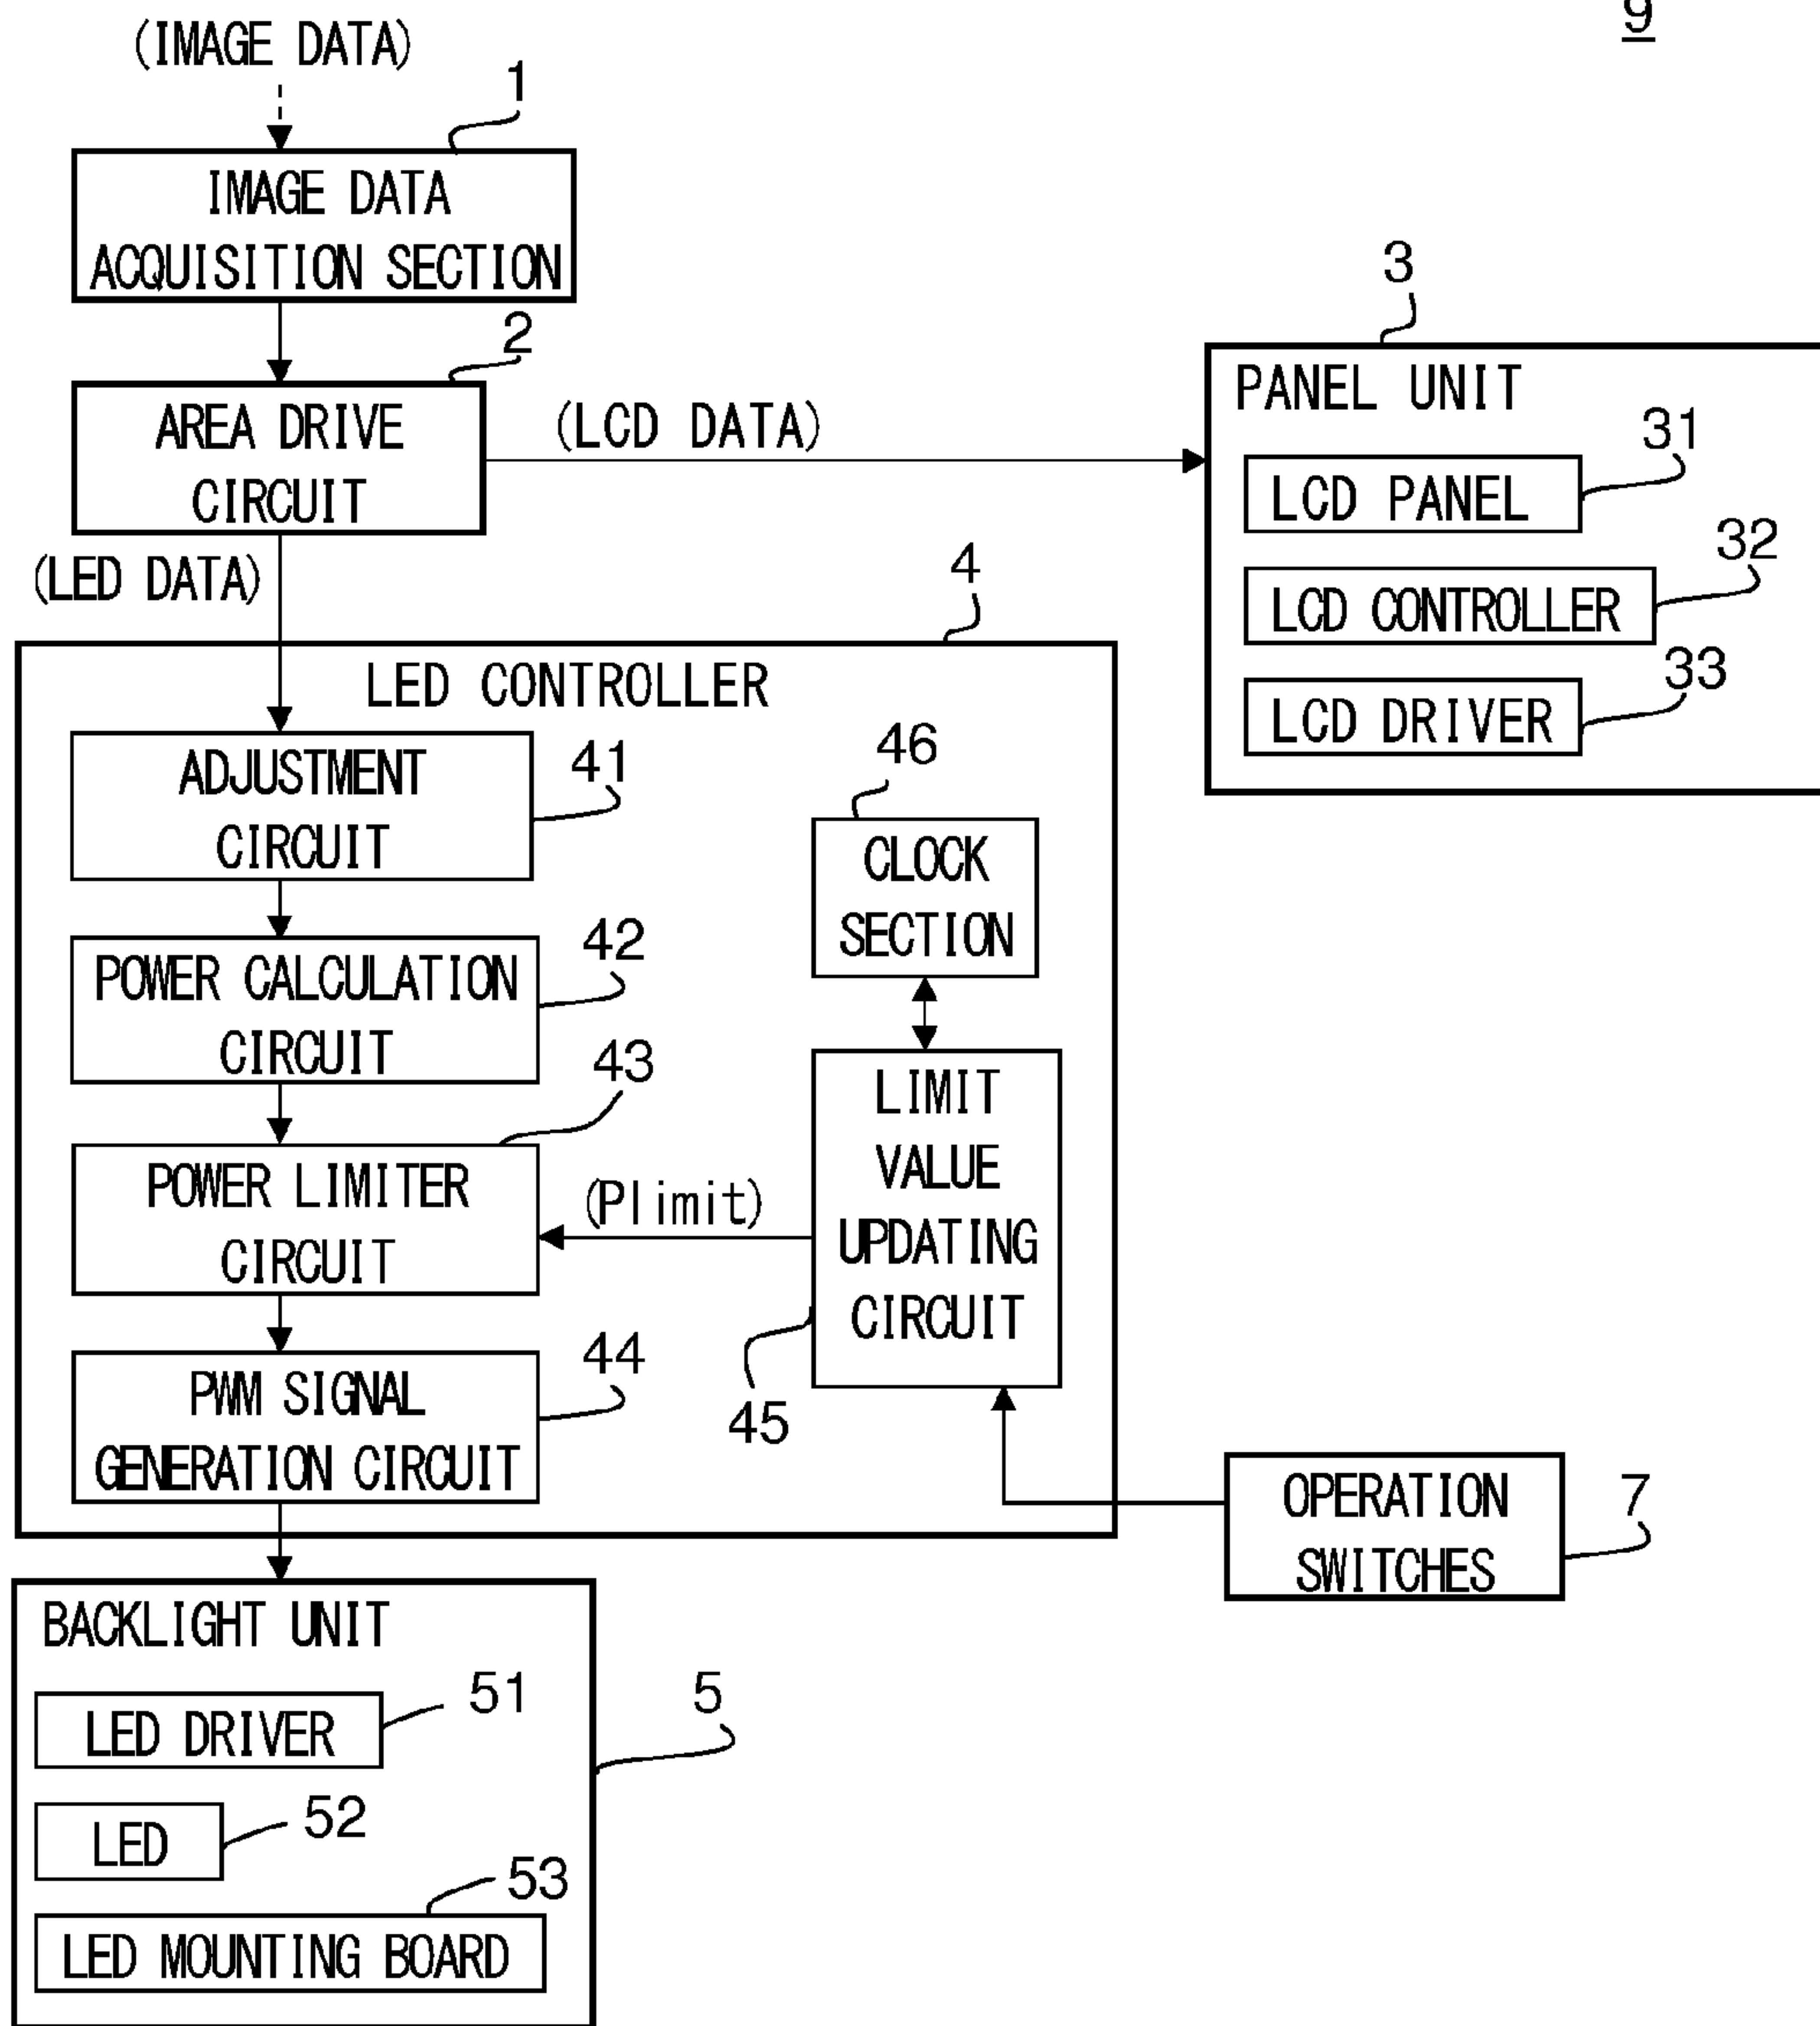 9
(IMAGE DATA)
1
IMAGE DATA
ACQUISITION SECTION
2
AREA DRIVE
CIRCUIT
(LCD DATA)
(LED DATA)
3
PANEL UNIT
31
LCD PANEL
32
LCD CONTROLLER
33
LCD DRIVER
4
LED CONTROLLER
ADJUSTMENT
CIRCUIT
41
POWER CALCULATION
CIRCUIT
42
43
POWER LIMITER
CIRCUIT
(Plimit)
PWM SIGNAL
GENERATION CIRCUIT
44
46
CLOCK
SECTION
LIMIT
VALUE
UPDATING
CIRCUIT
45
OPERATION
SWITCHES
7
BACKLIGHT UNIT
5
LED DRIVER
51
LED
52
53
LED MOUNTING BOARD